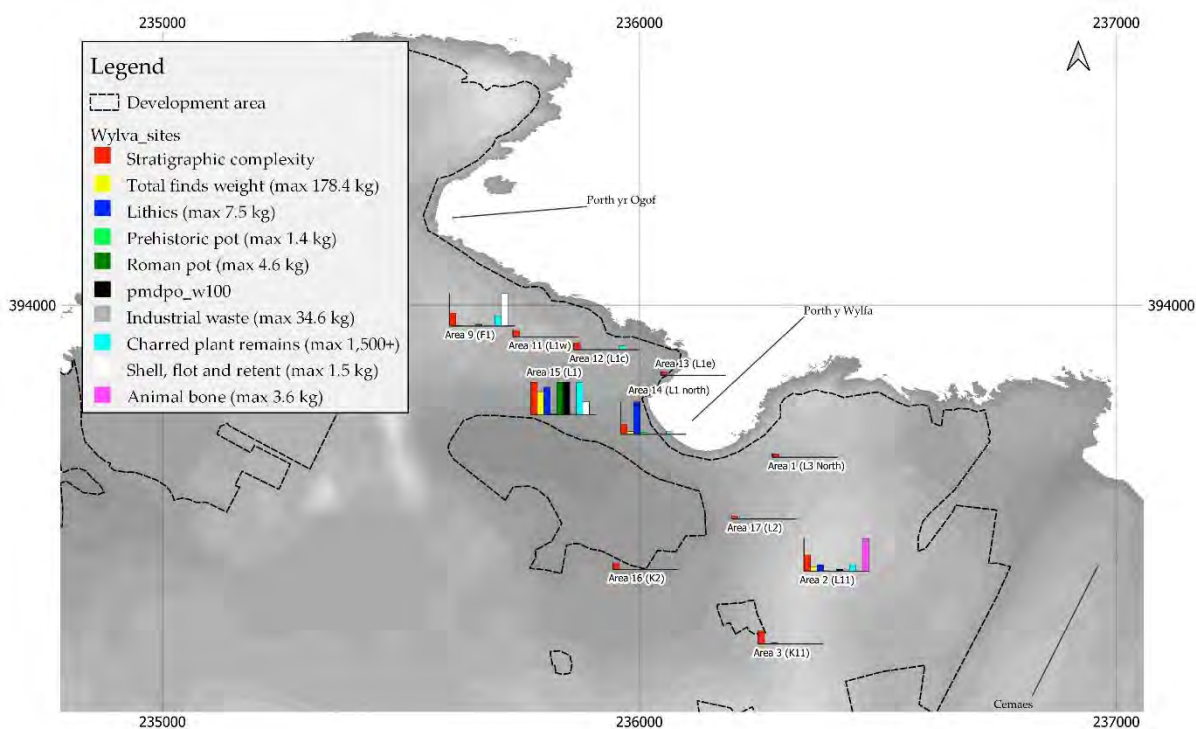 235000
236000
237000
Legend
Development area
Wylva_sites
Stratigraphic complexity
Total finds weight (max 178.4 kg)
Lithics (max 7.5 kg)
Prehistoric pot (max 1.4 kg)
Roman pot (max 4.6 kg)
pmdpo_w100
Industrial waste (max 34.6 kg)
Charred plant remains (max 1,500+)
Shell, flot and retent (max 1.5 kg)
Animal bone (max 3.6 kg)
Porth yr Ogof
394000
394000
Porth y Wylfa
Area 9 (F1)
Area 11 (L1w)
Area 12 (L1c)
Area 13 (L1e)
Area 15 (L1)
Area 14 (L1 north)
Area 1 (L3 North)
Area 17 (L2)
Area 16 (K2)
Area 2 (L11)
Area 3 (K11)
Cemaes
235000
236000
237000